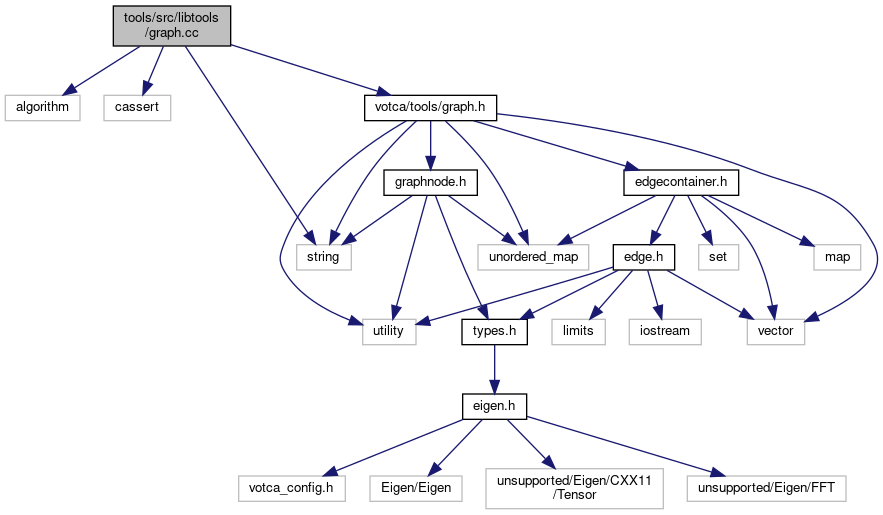 tools/src/libtools
/graph.cc
algorithm
cassert
votca/tools/graph.h
graphnode.h
edgecontainer.h
string
unordered_map
edge.h
set
map
utility
types.h
limits
iostream
vector
eigen.h
votca_config.h
Eigen/Eigen
unsupported/Eigen/CXX11
/Tensor
unsupported/Eigen/FFT